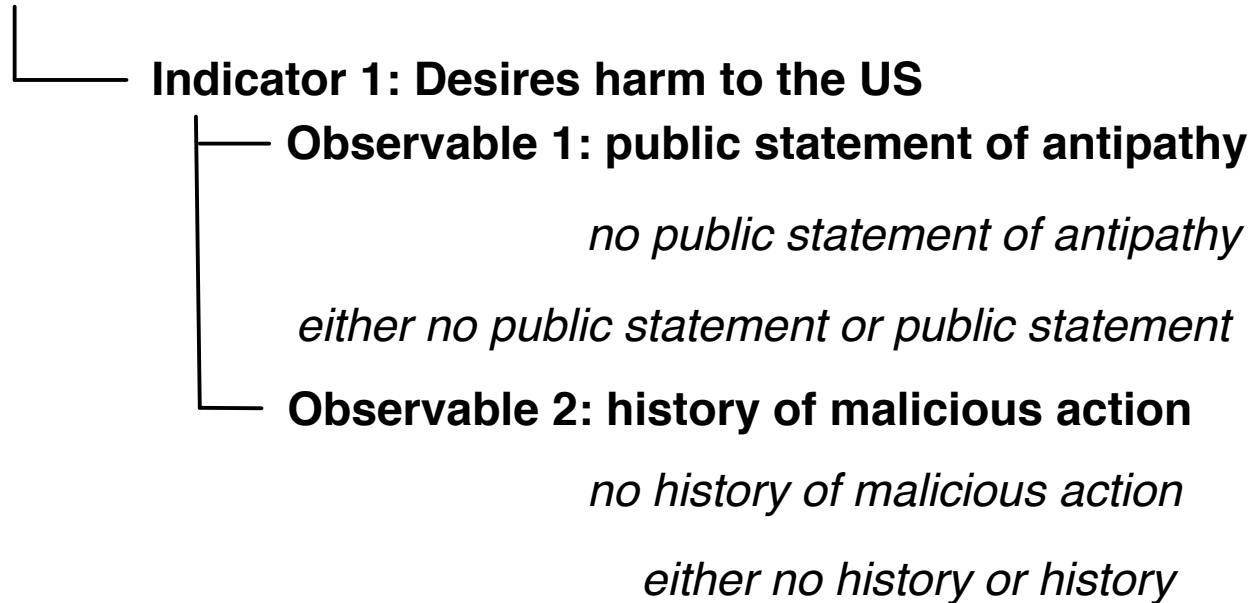 Indicator 1: Desires harm to the US
Observable 1: public statement of antipathy
no public statement of antipathy
either no public statement or public statement
Observable 2: history of malicious action
no history of malicious action
either no history or history